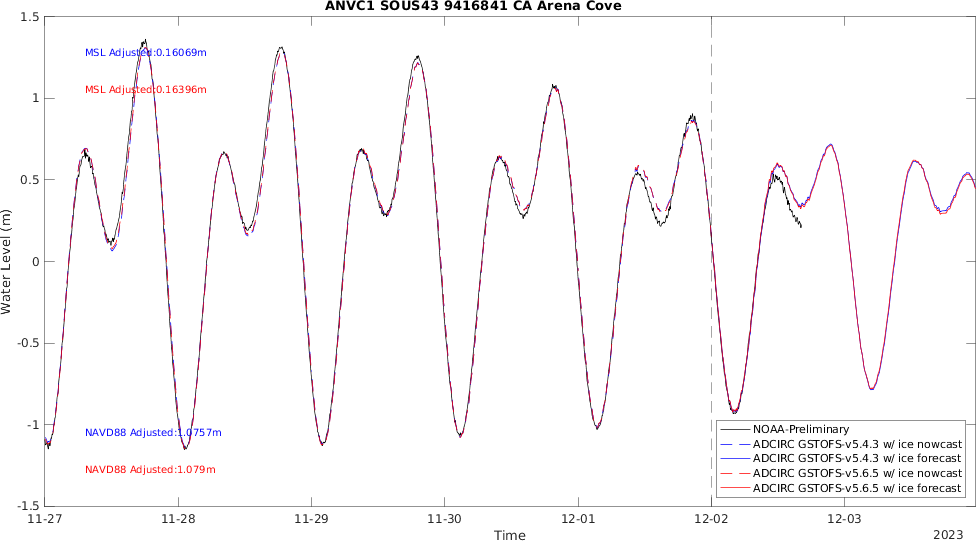 ANVC1 SOUS43 9416841 CA Arena Cove
1.5
1
0.5
0
-0.5
-1
-1.5
Water Level (m)
MSL Adjusted:0.16069m
MSL Adjusted:0.16396m
NAVD88 Adjusted:1.0757m
NAVD88 Adjusted:1.079m
NOAA-Preliminary
ADCIRC GSTOFS-v5.4.3 w/ ice nowcast
ADCIRC GSTOFS-v5.4.3 w/ ice forecast
ADCIRC GSTOFS-v5.6.5 w/ ice nowcast
ADCIRC GSTOFS-v5.6.5 w/ ice forecast
11-27 11-28 11-29 11-30 12-01 12-02 12-03
Time
2023